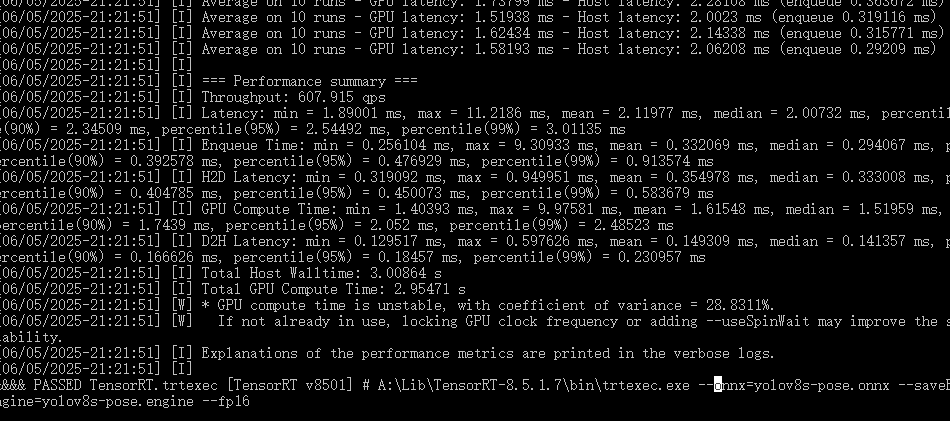 [06/05/2025-21:21:51] [I] Average on 10 runs - GPU latency: 1.73799 ms - Host latency: 2.28108 ms (enqueue 0.363672 ms)
[06/05/2025-21:21:51] [I] Average on 10 runs - GPU latency: 1.51938 ms - Host latency: 2.0023 ms (enqueue 0.319116 ms)
[06/05/2025-21:21:51] [I] Average on 10 runs - GPU latency: 1.62434 ms - Host latency: 2.14338 ms (enqueue 0.315771 ms)
[06/05/2025-21:21:51] [I] Average on 10 runs - GPU latency: 1.58193 ms - Host latency: 2.06208 ms (enqueue 0.29209 ms)
[06/05/2025-21:21:51] [I]
[06/05/2025-21:21:51] [I] === Performance summary ===
[06/05/2025-21:21:51] [I] Throughput: 607.915 qps
[06/05/2025-21:21:51] [I] Latency: min = 1.89001 ms, max = 11.2186 ms, mean = 2.11977 ms, median = 2.00732 ms, percentil
e(90%) = 2.34509 ms, percentile(95%) = 2.54492 ms, percentile(99%) = 3.01135 ms
[06/05/2025-21:21:51] [I] Enqueue Time: min = 0.256104 ms, max = 9.30933 ms, mean = 0.332069 ms, median = 0.294067 ms, p
ercentile(90%) = 0.392578 ms, percentile(95%) = 0.476929 ms, percentile(99%) = 0.913574 ms
[06/05/2025-21:21:51] [I] H2D Latency: min = 0.319092 ms, max = 0.949951 ms, mean = 0.354978 ms, median = 0.333008 ms, p
ercentile(90%) = 0.404785 ms, percentile(95%) = 0.450073 ms, percentile(99%) = 0.583679 ms
[06/05/2025-21:21:51] [I] GPU Compute Time: min = 1.40393 ms, max = 9.97581 ms, mean = 1.61548 ms, median = 1.51959 ms,
percentile(90%) = 1.7439 ms, percentile(95%) = 2.052 ms, percentile(99%) = 2.48523 ms
[06/05/2025-21:21:51] [I] D2H Latency: min = 0.129517 ms, max = 0.597626 ms, mean = 0.149309 ms, median = 0.141357 ms, p
ercentile(90%) = 0.166626 ms, percentile(95%) = 0.18457 ms, percentile(99%) = 0.230957 ms
[06/05/2025-21:21:51] [I] Total Host Walltime: 3.00864 s
[06/05/2025-21:21:51] [I] Total GPU Compute Time: 2.95471 s
[06/05/2025-21:21:51] [W] * GPU compute time is unstable, with coefficient of variance = 28.8311%.
[06/05/2025-21:21:51] [W]   If not already in use, locking GPU clock frequency or adding --useSpinWait may improve the s
tability.
[06/05/2025-21:21:51] [I] Explanations of the performance metrics are printed in the verbose logs.
[06/05/2025-21:21:51] [I]
&&&& PASSED TensorRT.trtexec [TensorRT v8501] # A:\Lib\TensorRT-8.5.1.7\bin\trtexec.exe --onnx=yolov8s-pose.onnx --saveE
ngine=yolov8s-pose.engine --fp16